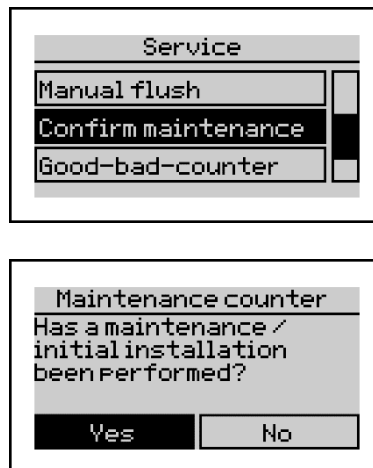 Service
Manual flush
Confirm maintenance
Good-bad-counter
Maintenance counter
Has a maintenance /
initial installation
been performed?
Yes No